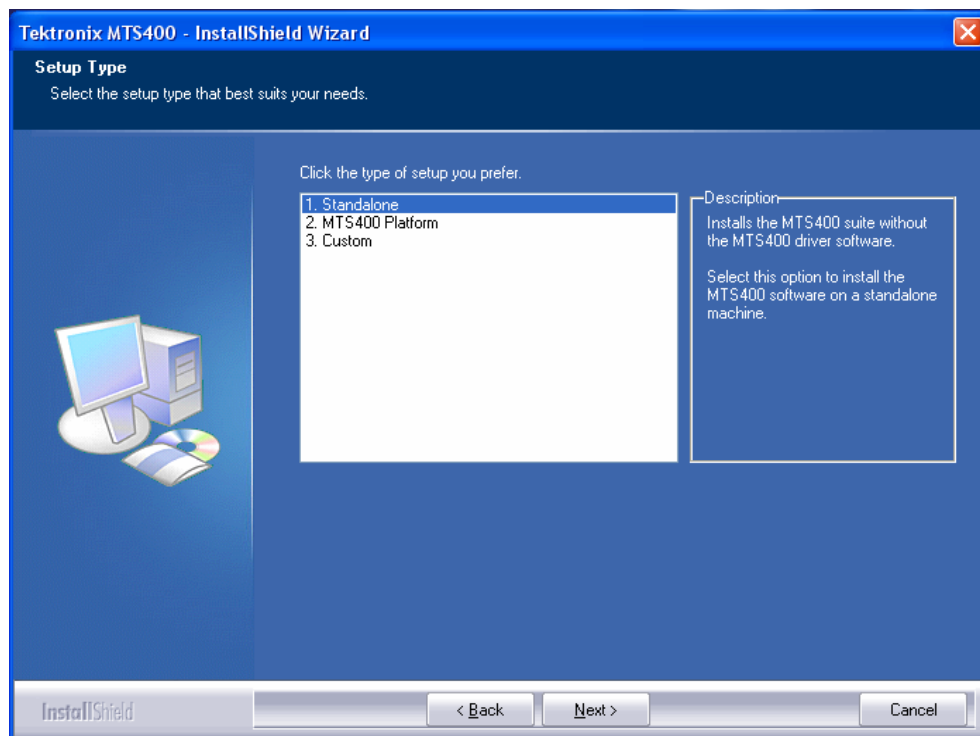 Tektronix MTS400 - InstallShield Wizard
Setup Type
Select the setup type that best suits your needs.
Click the type of setup you prefer.
1. Standalone
2. MTS400 Platform
3. Custom
Description
Installs the MTS400 suite without
the MTS400 driver software.
Select this option to install the
MTS400 software on a standalone
machine.
InstallShield
< Back
Next >
Cancel